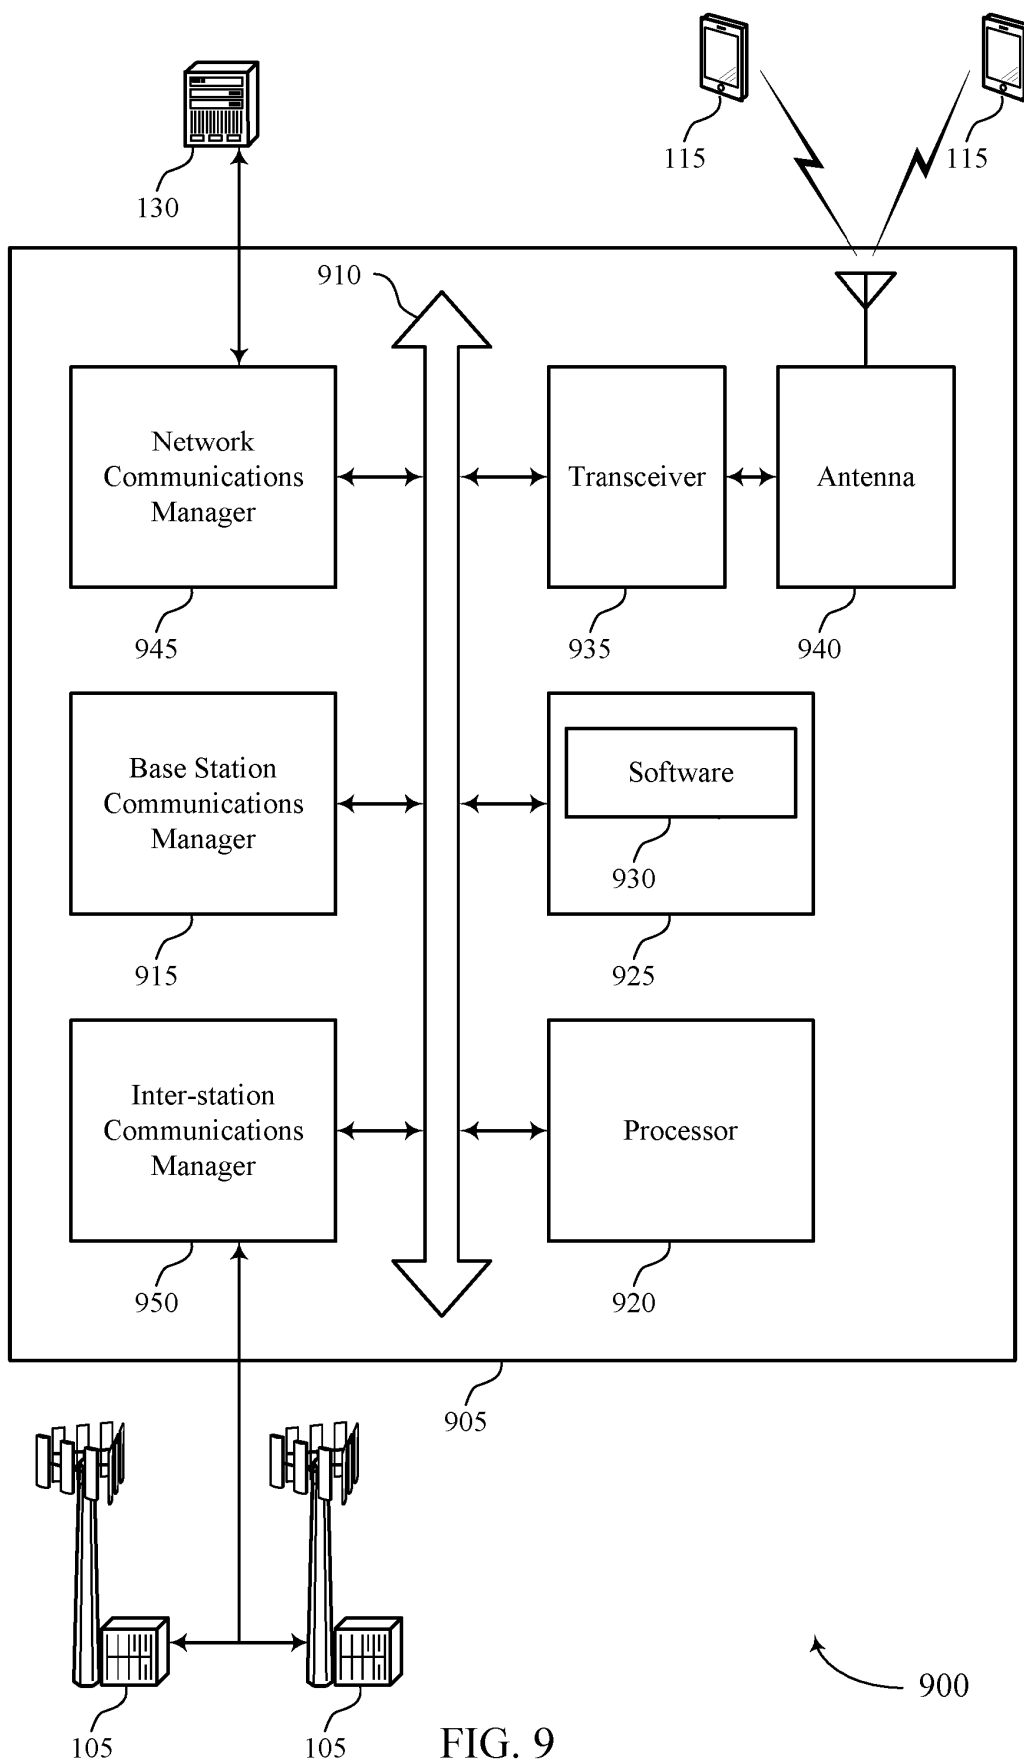 115
115
130
910
Network
Communications
Manager
Transceiver
Antenna
945
935
940
Base Station
Communications
Manager
Software
930
915
925
Inter-station
Communications
Manager
Processor
950
920
905
900
105
105
FIG. 9